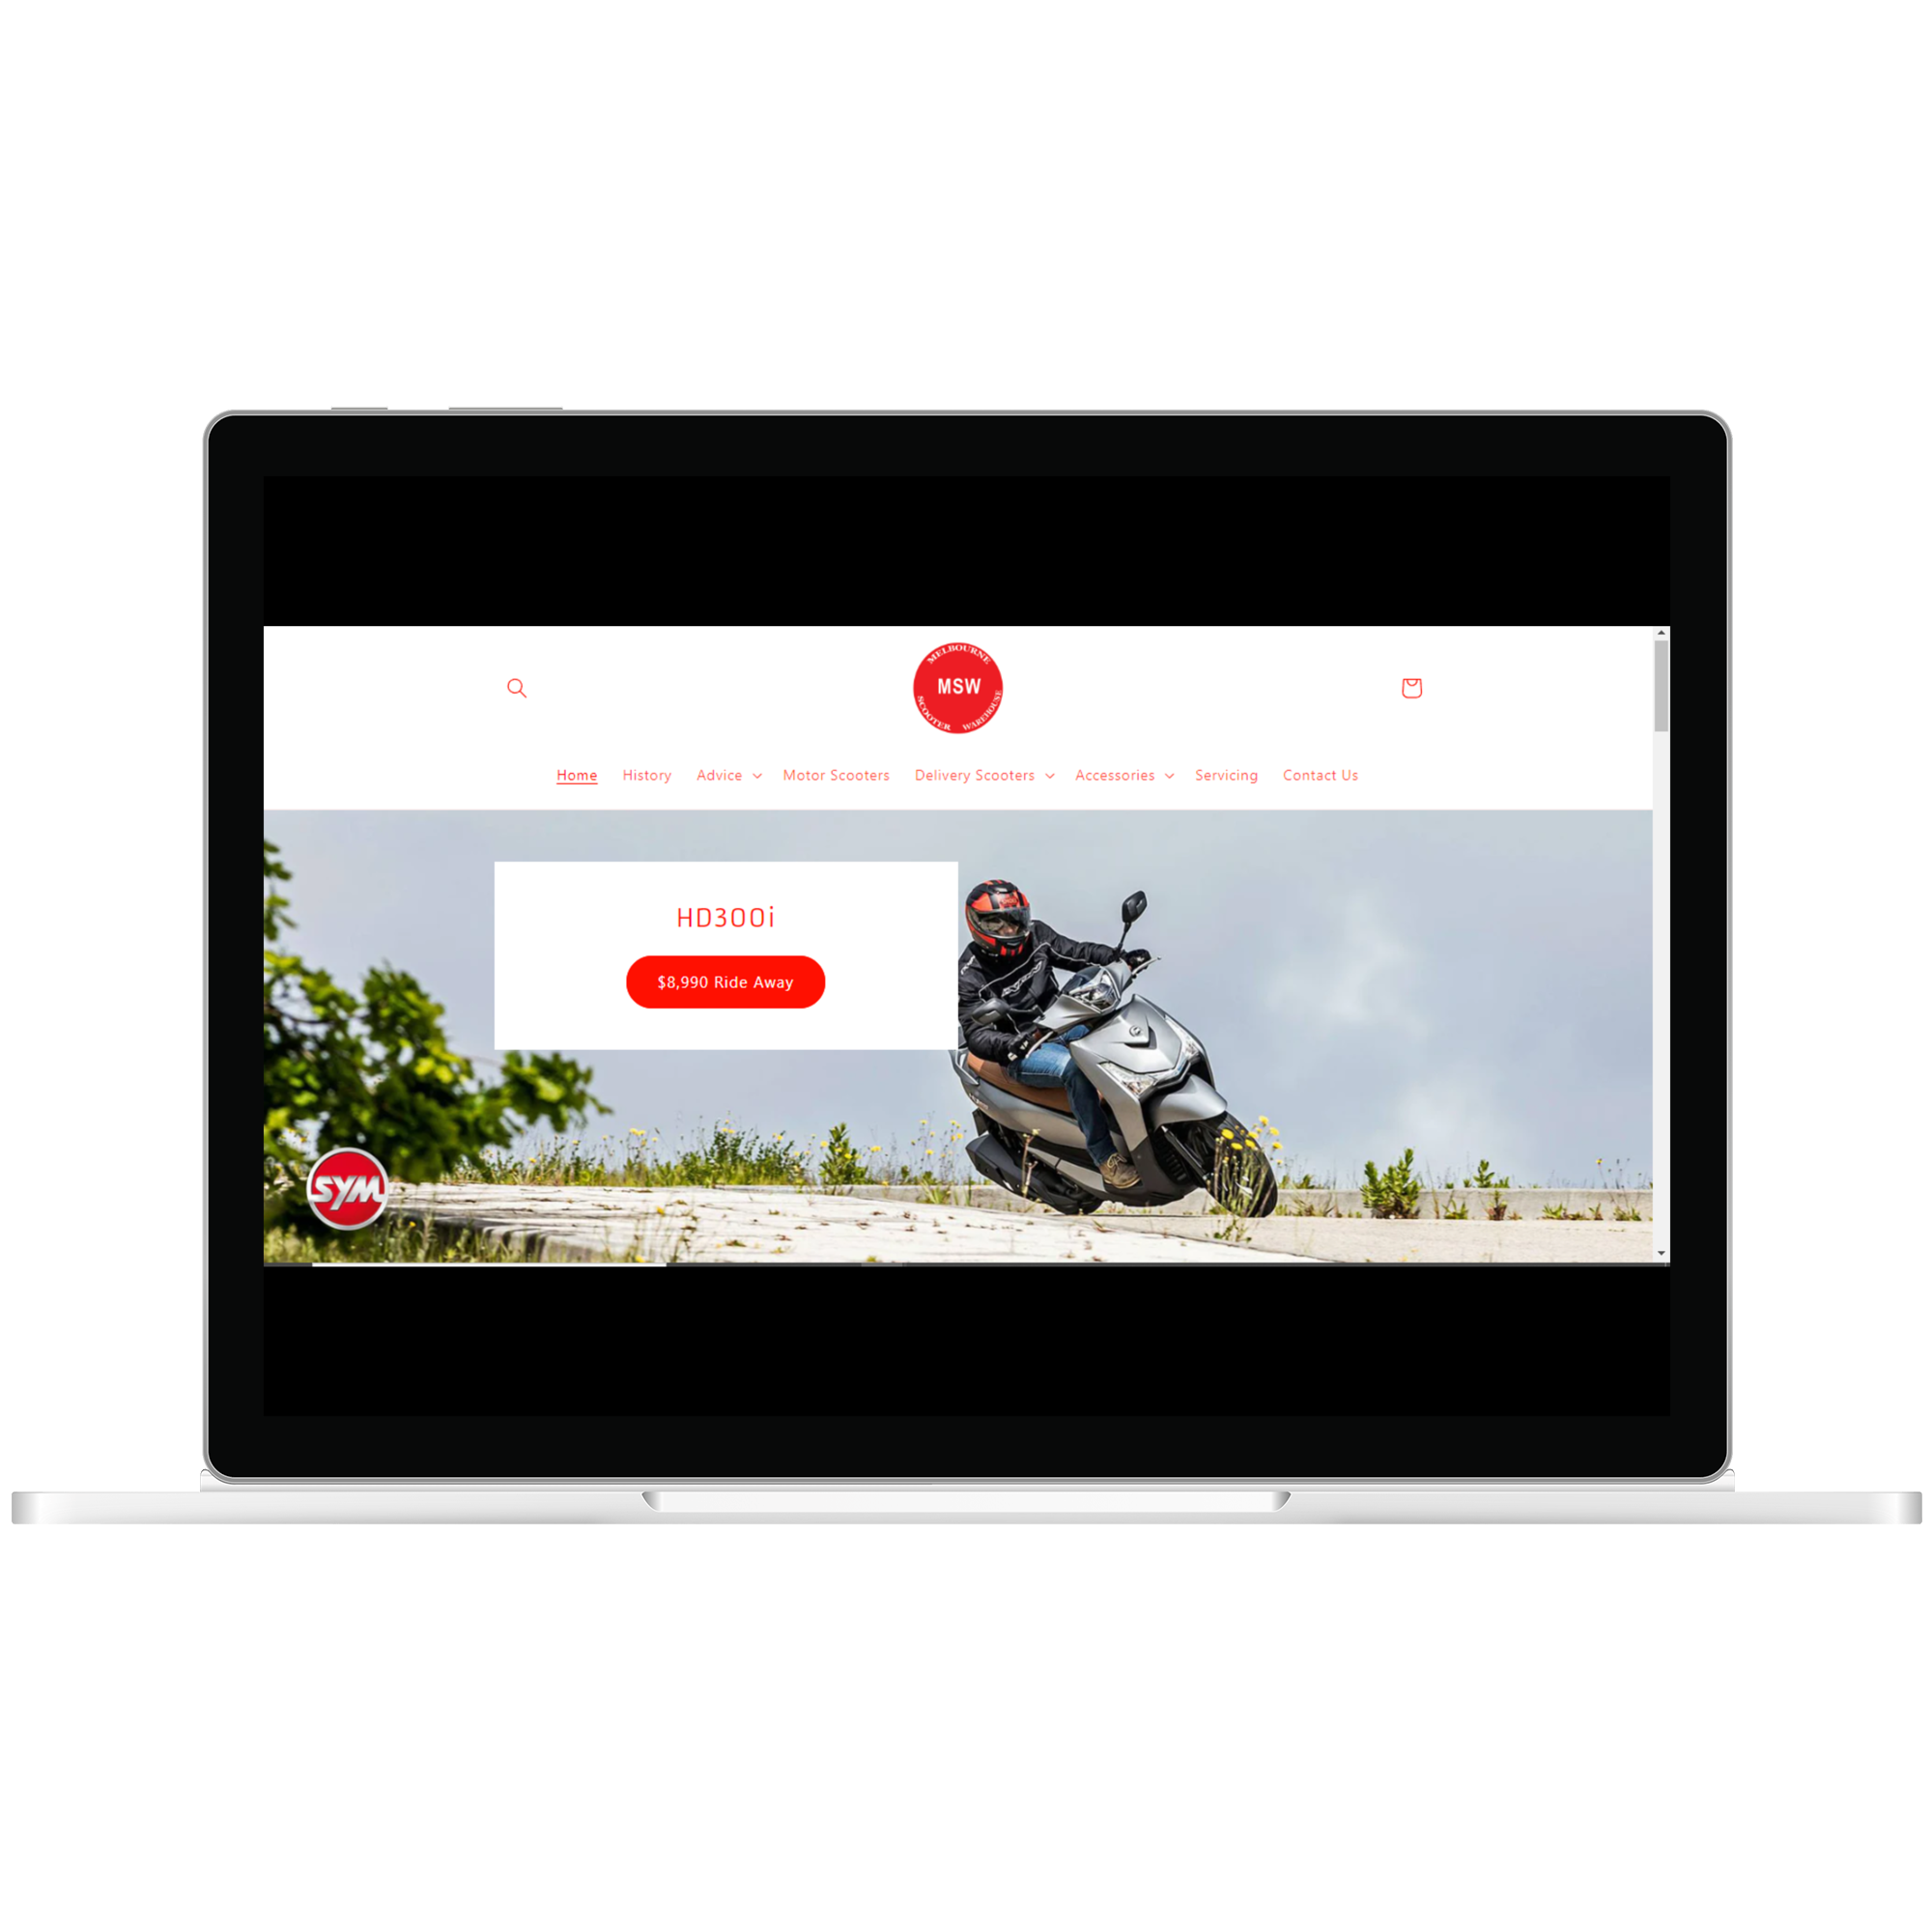 MELBOURNE
MSW
SCOOTER WAREHOUSE
Home History Advice Motor Scooters Delivery Scooters Accessories Servicing Contact Us
HD300i
$8,990 Ride Away
SYM